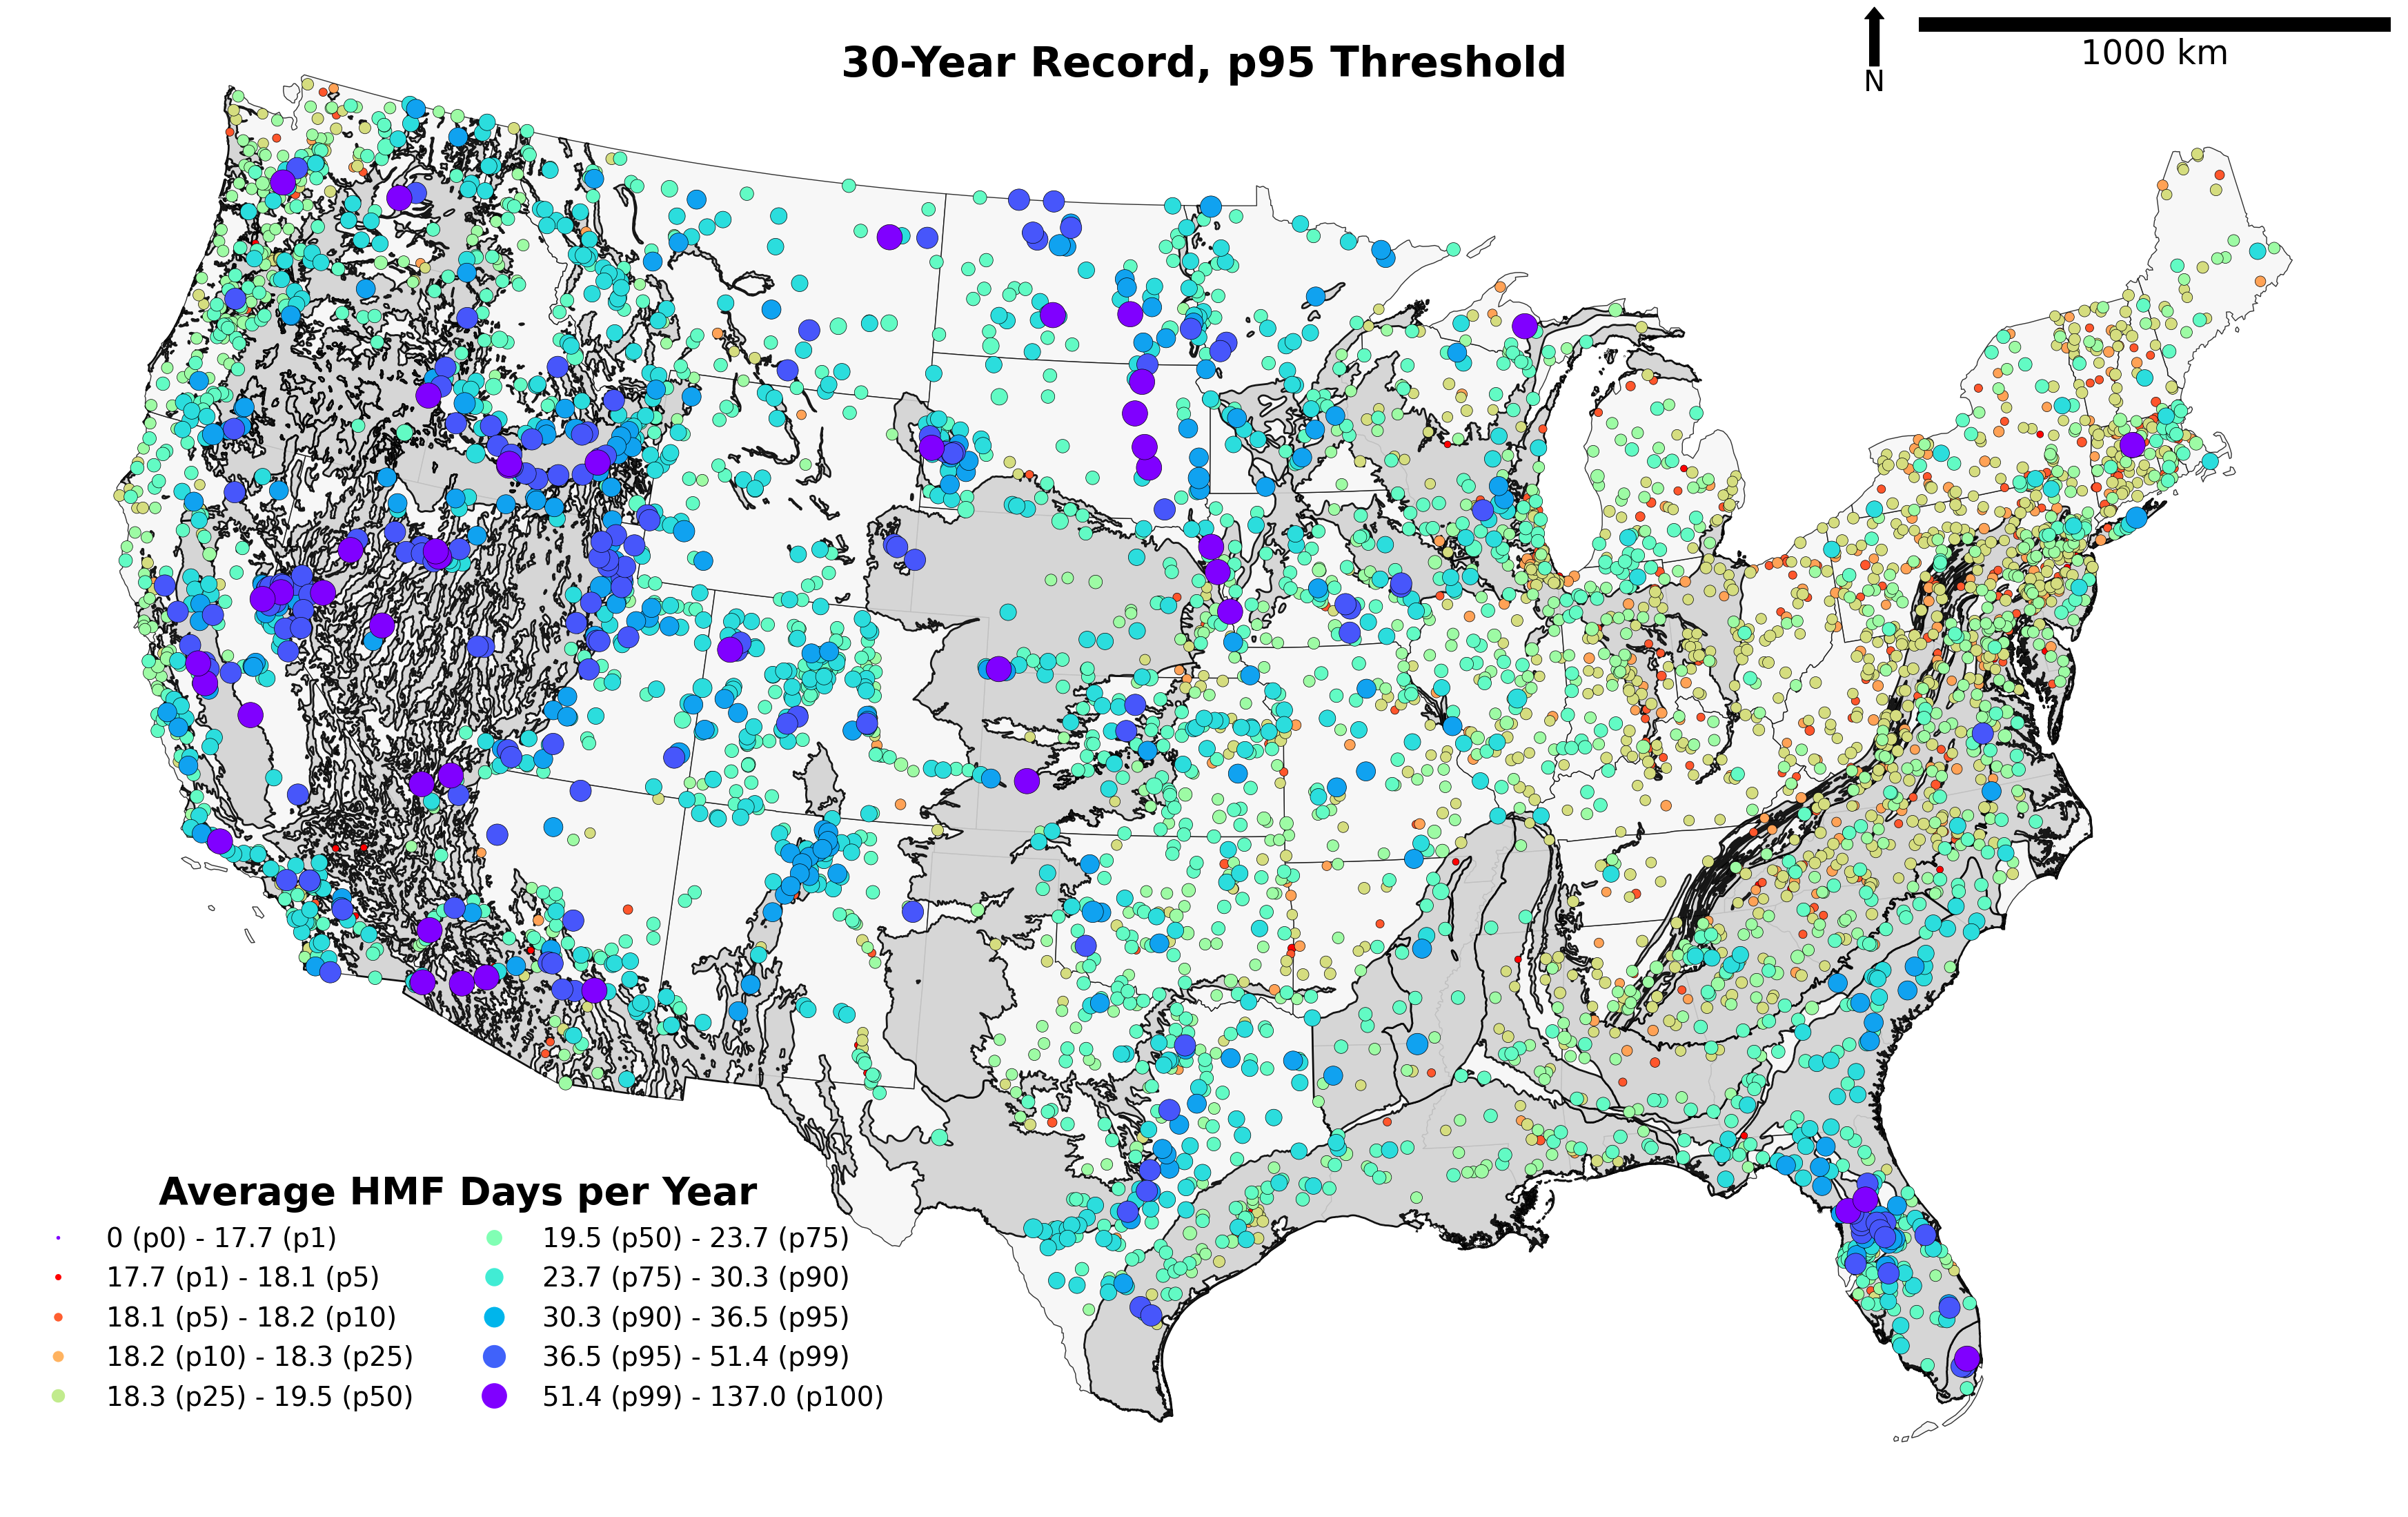 30-Year Record, p95 Threshold
N
1000 km
Average HMF Days per Year
0 (p0) - 17.7 (p1)
17.7 (p1) - 18.1 (p5)
18.1 (p5) - 18.2 (p10)
18.2 (p10) - 18.3 (p25)
18.3 (p25) - 19.5 (p50)
19.5 (p50) - 23.7 (p75)
23.7 (p75) - 30.3 (p90)
30.3 (p90) - 36.5 (p95)
36.5 (p95) - 51.4 (p99)
51.4 (p99) - 137.0 (p100)